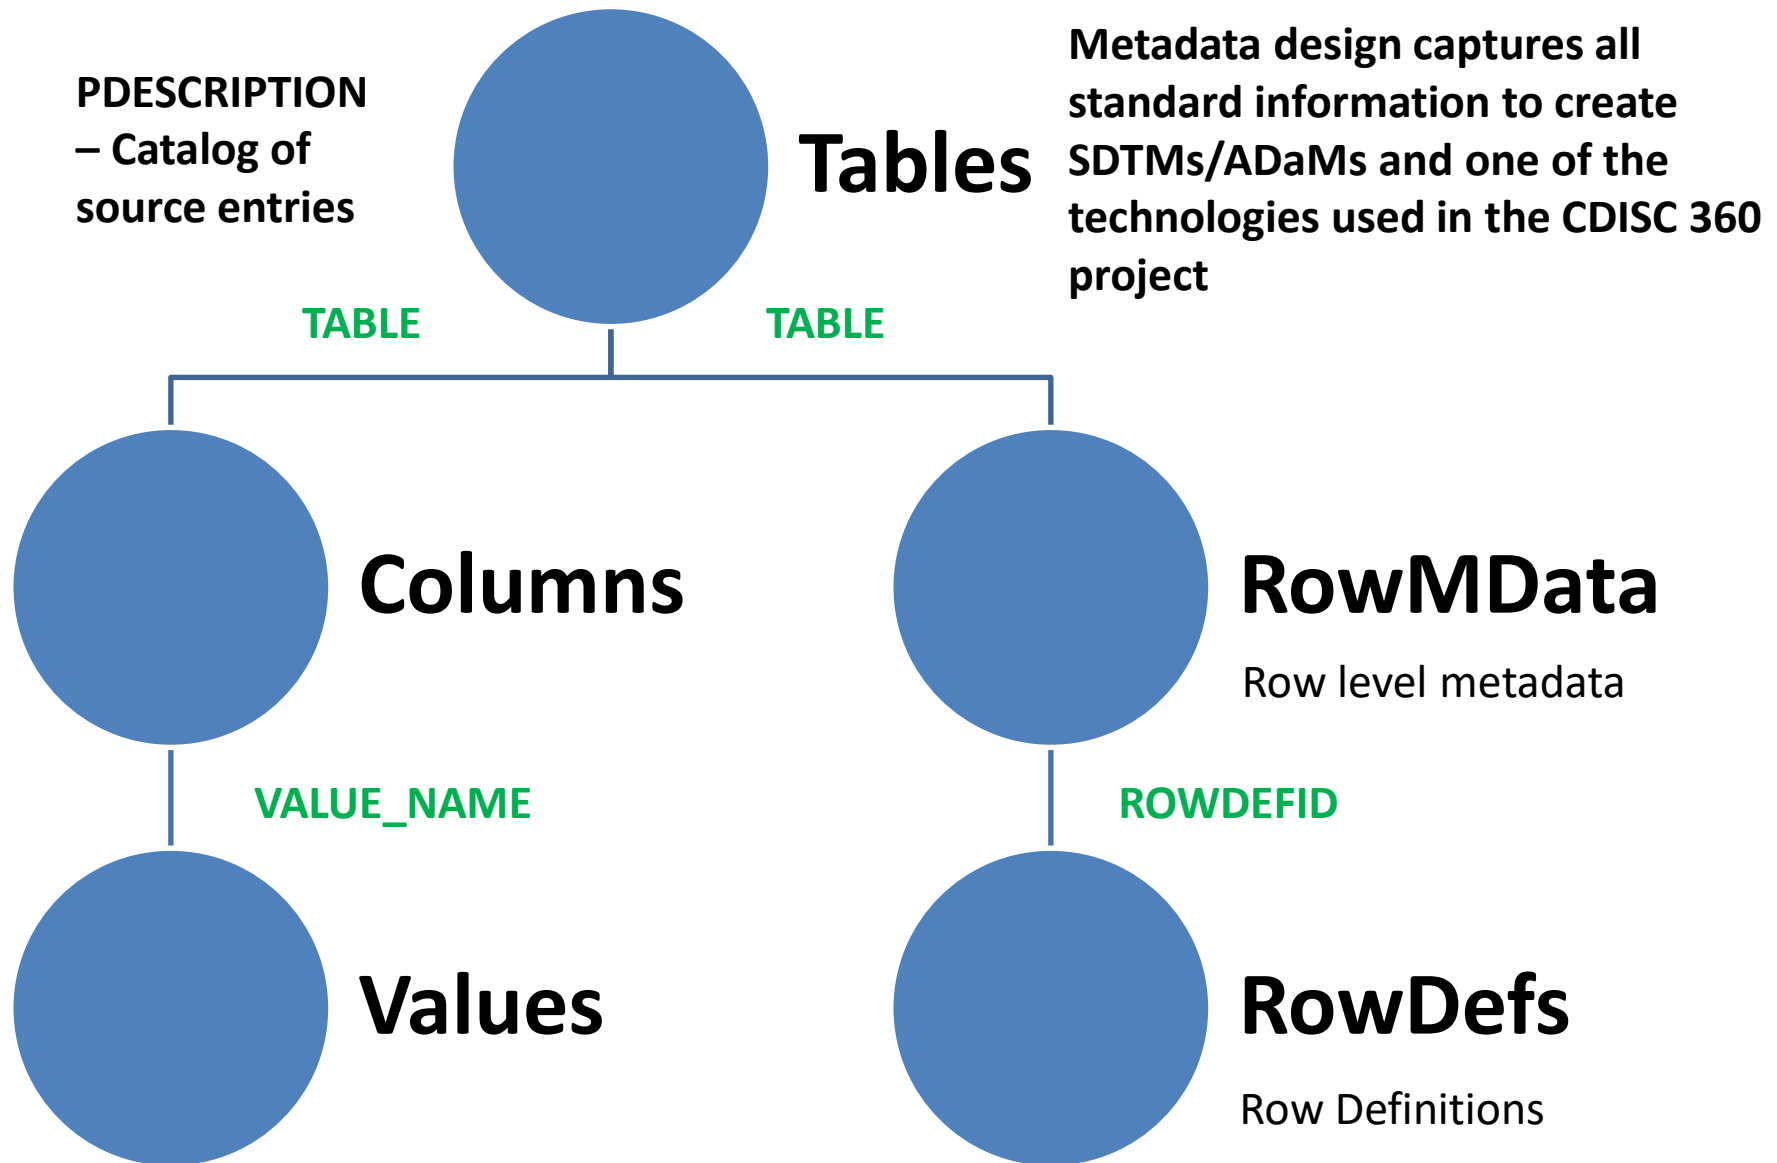 PDESCRIPTION
– Catalog of
source entries
Tables
Metadata design captures all
standard information to create
SDTMs/ADaMs and one of the
technologies used in the CDISC 360
project
TABLE
TABLE
Columns
RowMData
Row level metadata
VALUE_NAME
ROWDEFID
Values
RowDefs
Row Definitions